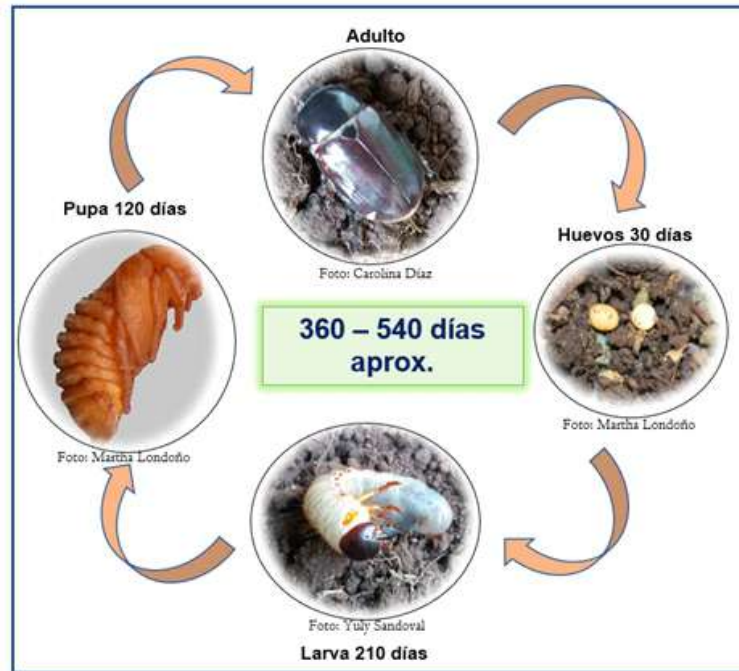 Adulto
Foto: Carolina Díaz
Huevos 30 días
Foto: Martha Londoño
Larva 210 días
Foto: Yuly Sandoval
Pupa 120 días
Foto: Martha Londoño
360 – 540 días
aprox.